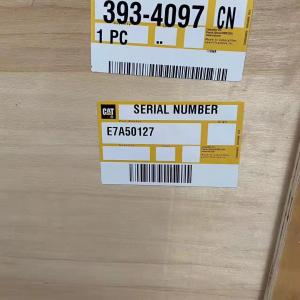 393-4097 CN
1 PC
CAT
SERIAL NUMBER
E7A50127